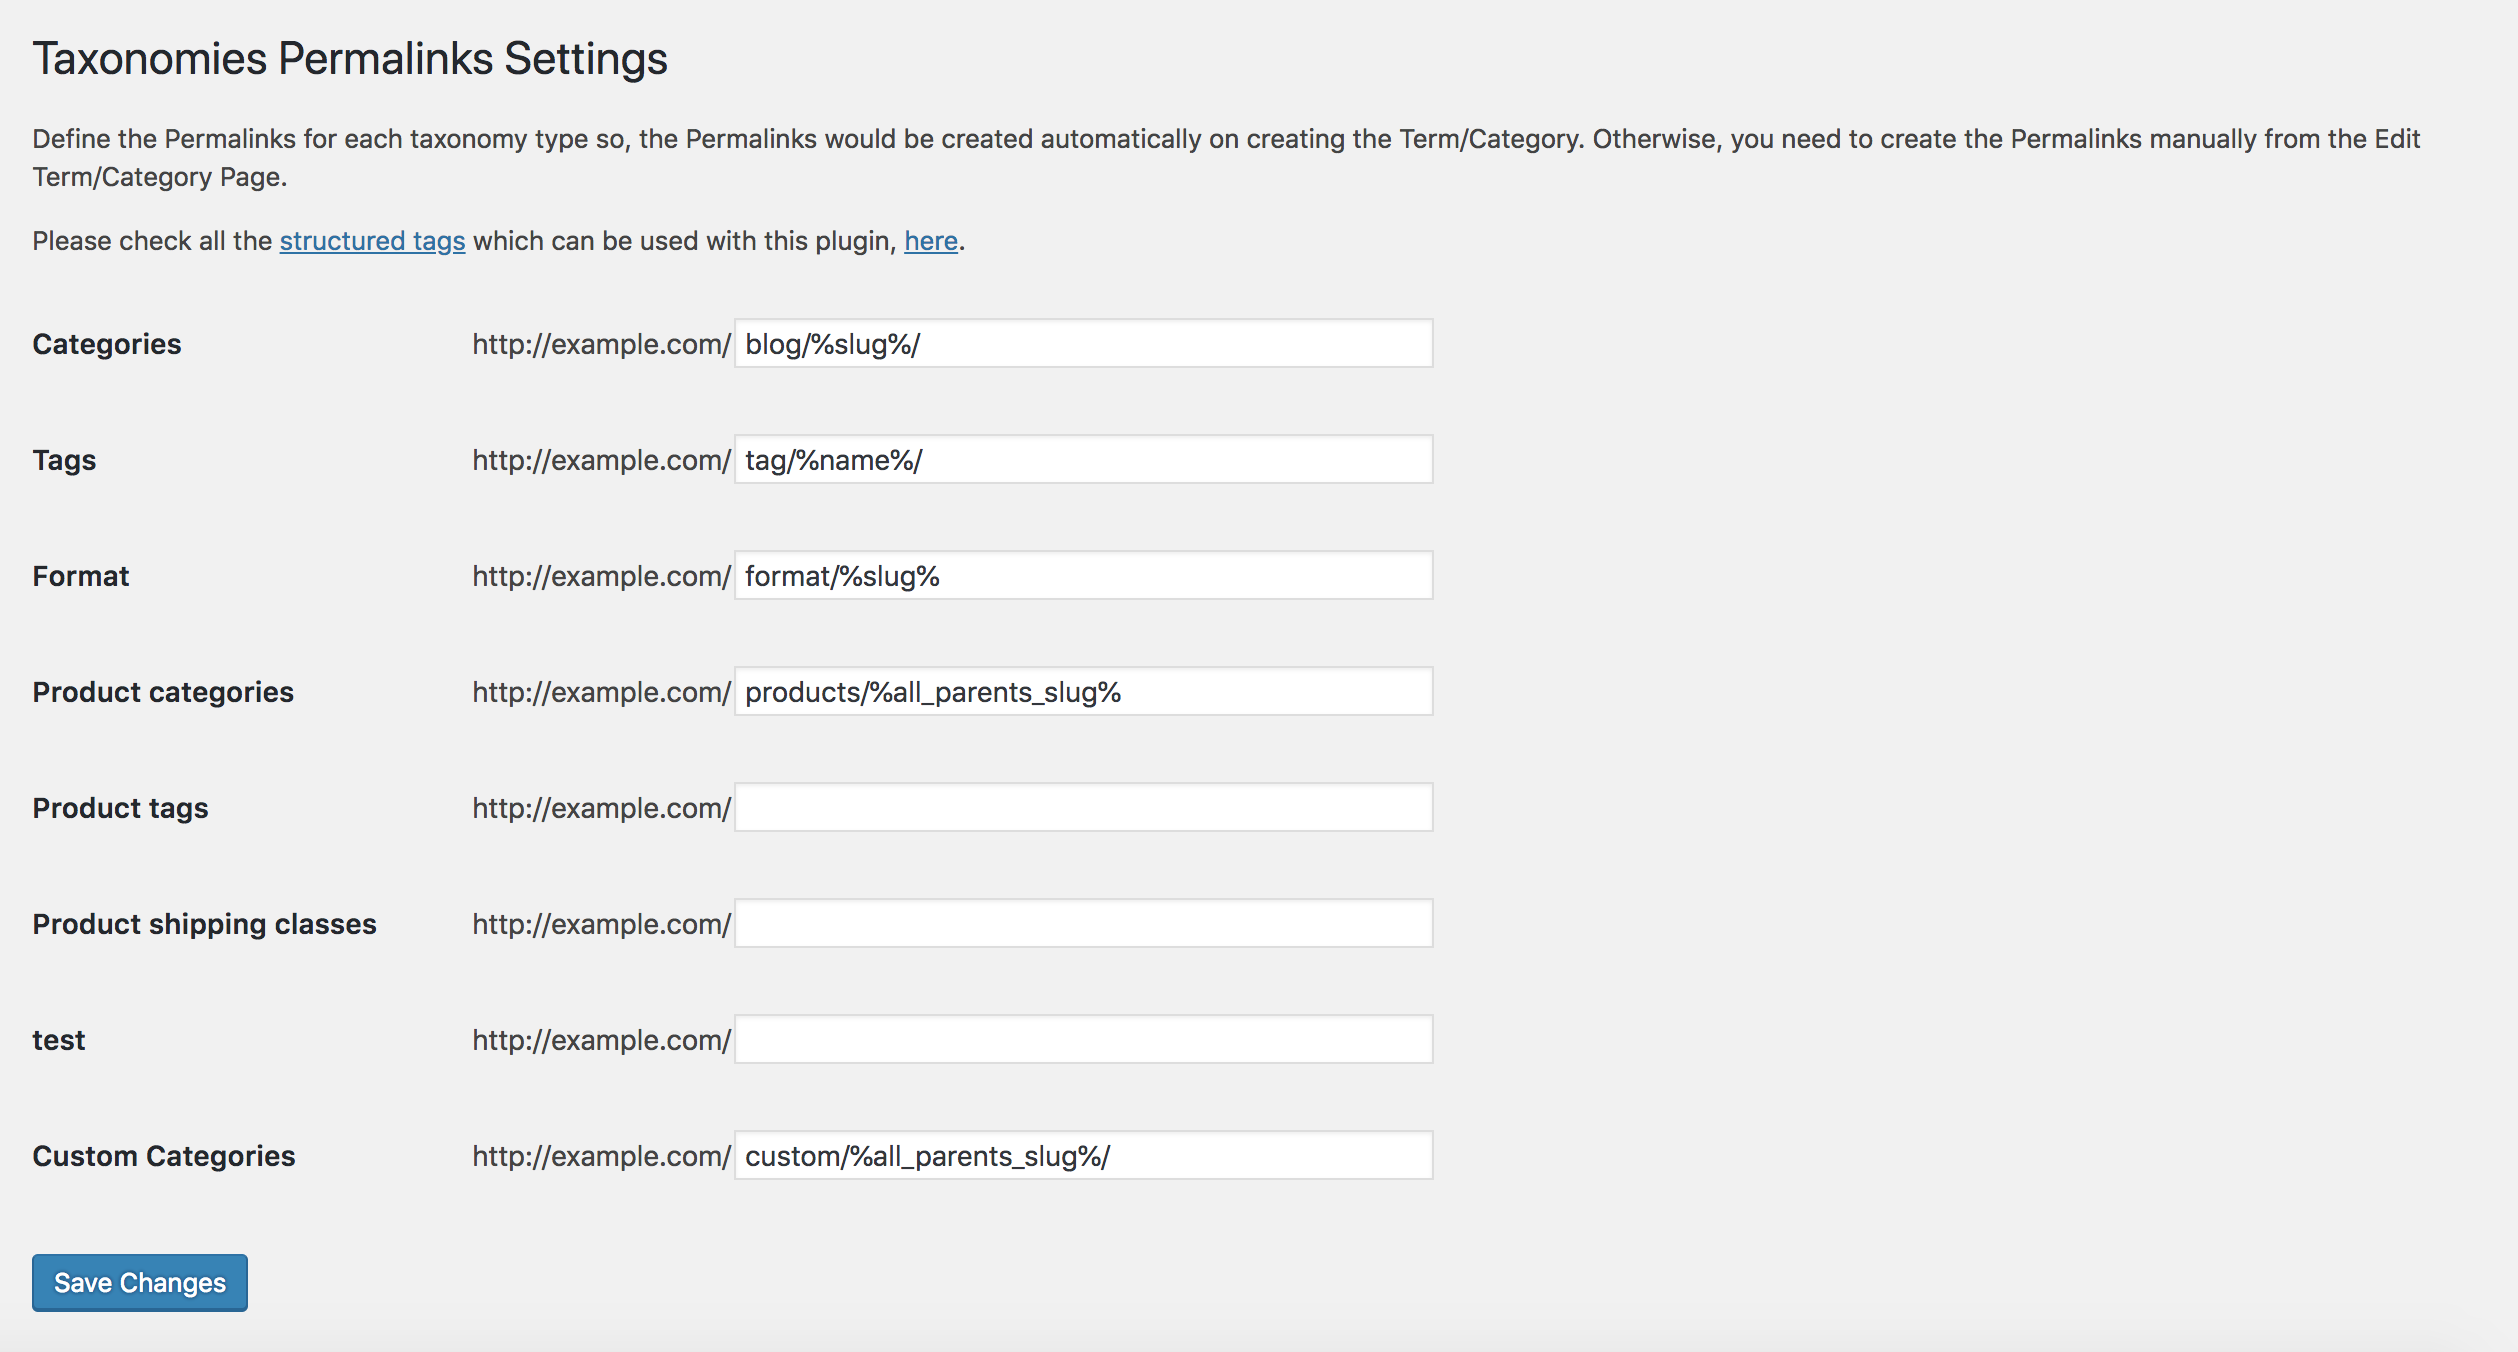 Taxonomies Permalinks Settings
Define the Permalinks for each taxonomy type so, the Permalinks would be created automatically on creating the Term/Category. Otherwise, you need to create the Permalinks manually from the Edit
Term/Category Page.
Please check all the structured tags which can be used with this plugin, here.
Categories http://example.com/ blog/%slug%/
Tags http://example.com/ tag/%name%/
Format http://example.com/ format/%slug%
Product categories http://example.com/ products/%all_parents_slug%
Product tags http://example.com/
Product shipping classes http://example.com/
test http://example.com/
Custom Categories http://example.com/ custom/%all_parents_slug%/
Save Changes